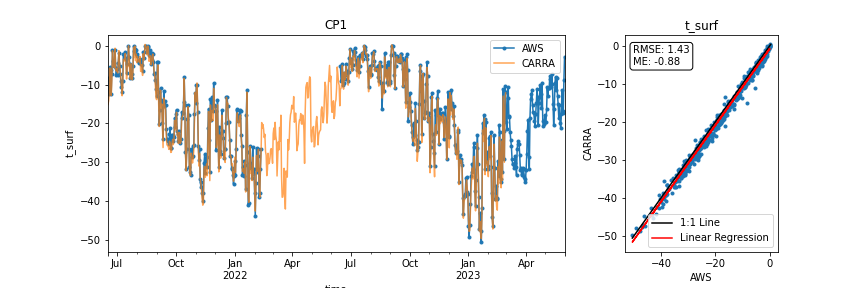 CP1
t_surf
AWS
CARRA
0
−10
−20
−30
−40
−50
t_surf
Jul
Oct
Jan
2022
Apr
Jul
Oct
Jan
2023
Apr
time
t_surf
RMSE: 1.43
ME: -0.88
0
−10
−20
−30
−40
−50
CARRA
1:1 Line
Linear Regression
−40
−20
0
AWS